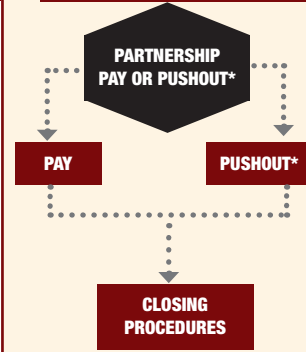 PARTNERSHIP
PAY OR PUSHOUT*
PAY
PUSHOUT*
CLOSING
PROCEDURES